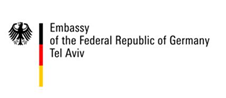 Embassy
of the Federal Republic of Germany
Tel Aviv